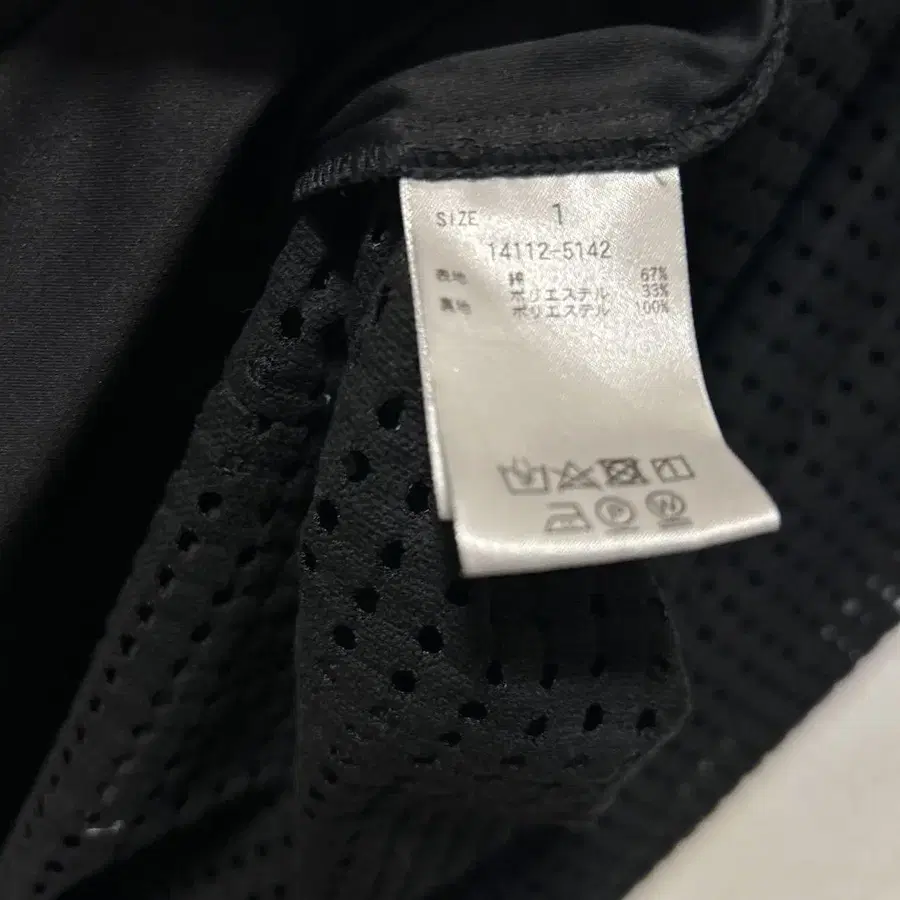 SIZE 1
14112-5142
表地 綿 67%
ポリエステル 33%
裏地 ポリエステル 100%